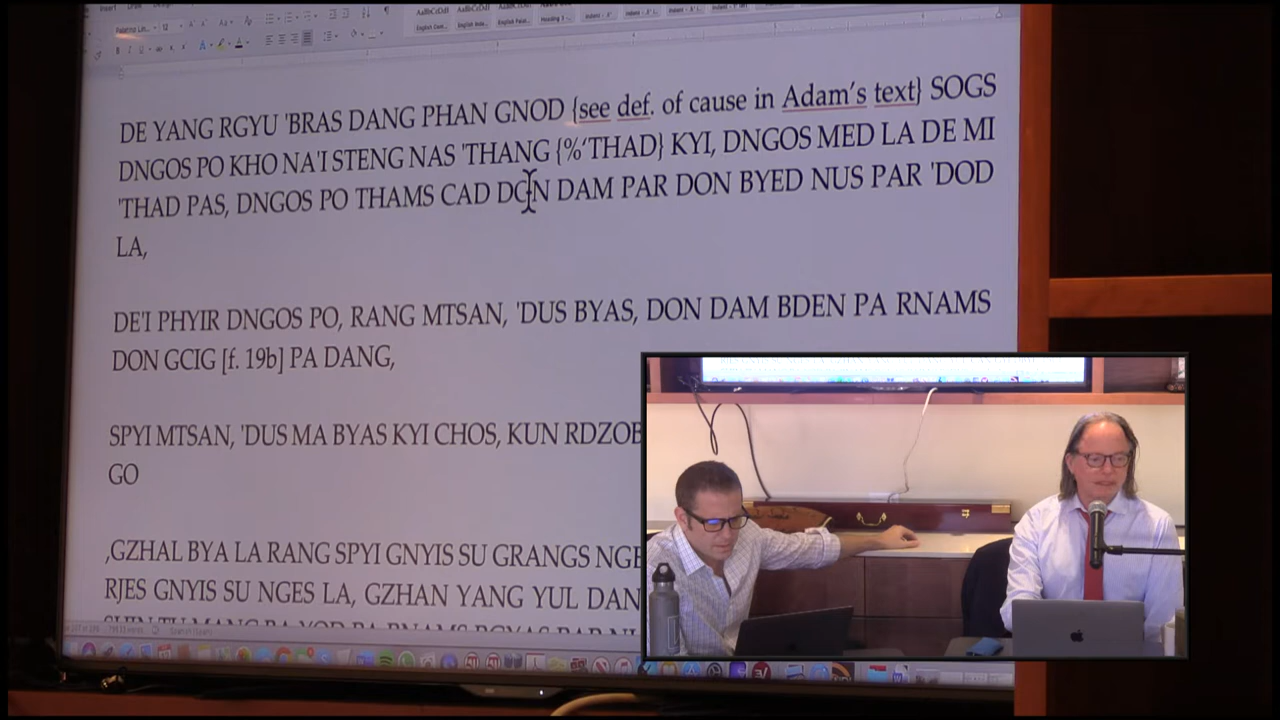 DE YANG RGYU 'BRAS DANG PHAN GNOD {see def. of cause in Adam's text} SOGS
DNGOS PO KHO NA'I STENG NAS 'THANG {%'THAD} KYI, DNGOS MED LA DE MI
'THAD PAS, DNGOS PO THAMS CAD DON DAM PAR DON BYED NUS PAR 'DOD
LA,
DE'I PHYIR DNGOS PO, RANG MTSAN, 'DUS BYAS, DON DAM BDEN PA RNAMS
DON GCIG [f. 19b] PA DANG,
SPYI MTSAN, 'DUS MA BYAS KYI CHOS, KUN RDZOB
GO
,GZHAL BYA LA RANG SPYI GNYIS SU GRANGS NGE
RJES GNYIS SU NGES LA, GZHAN YANG YUL DAN